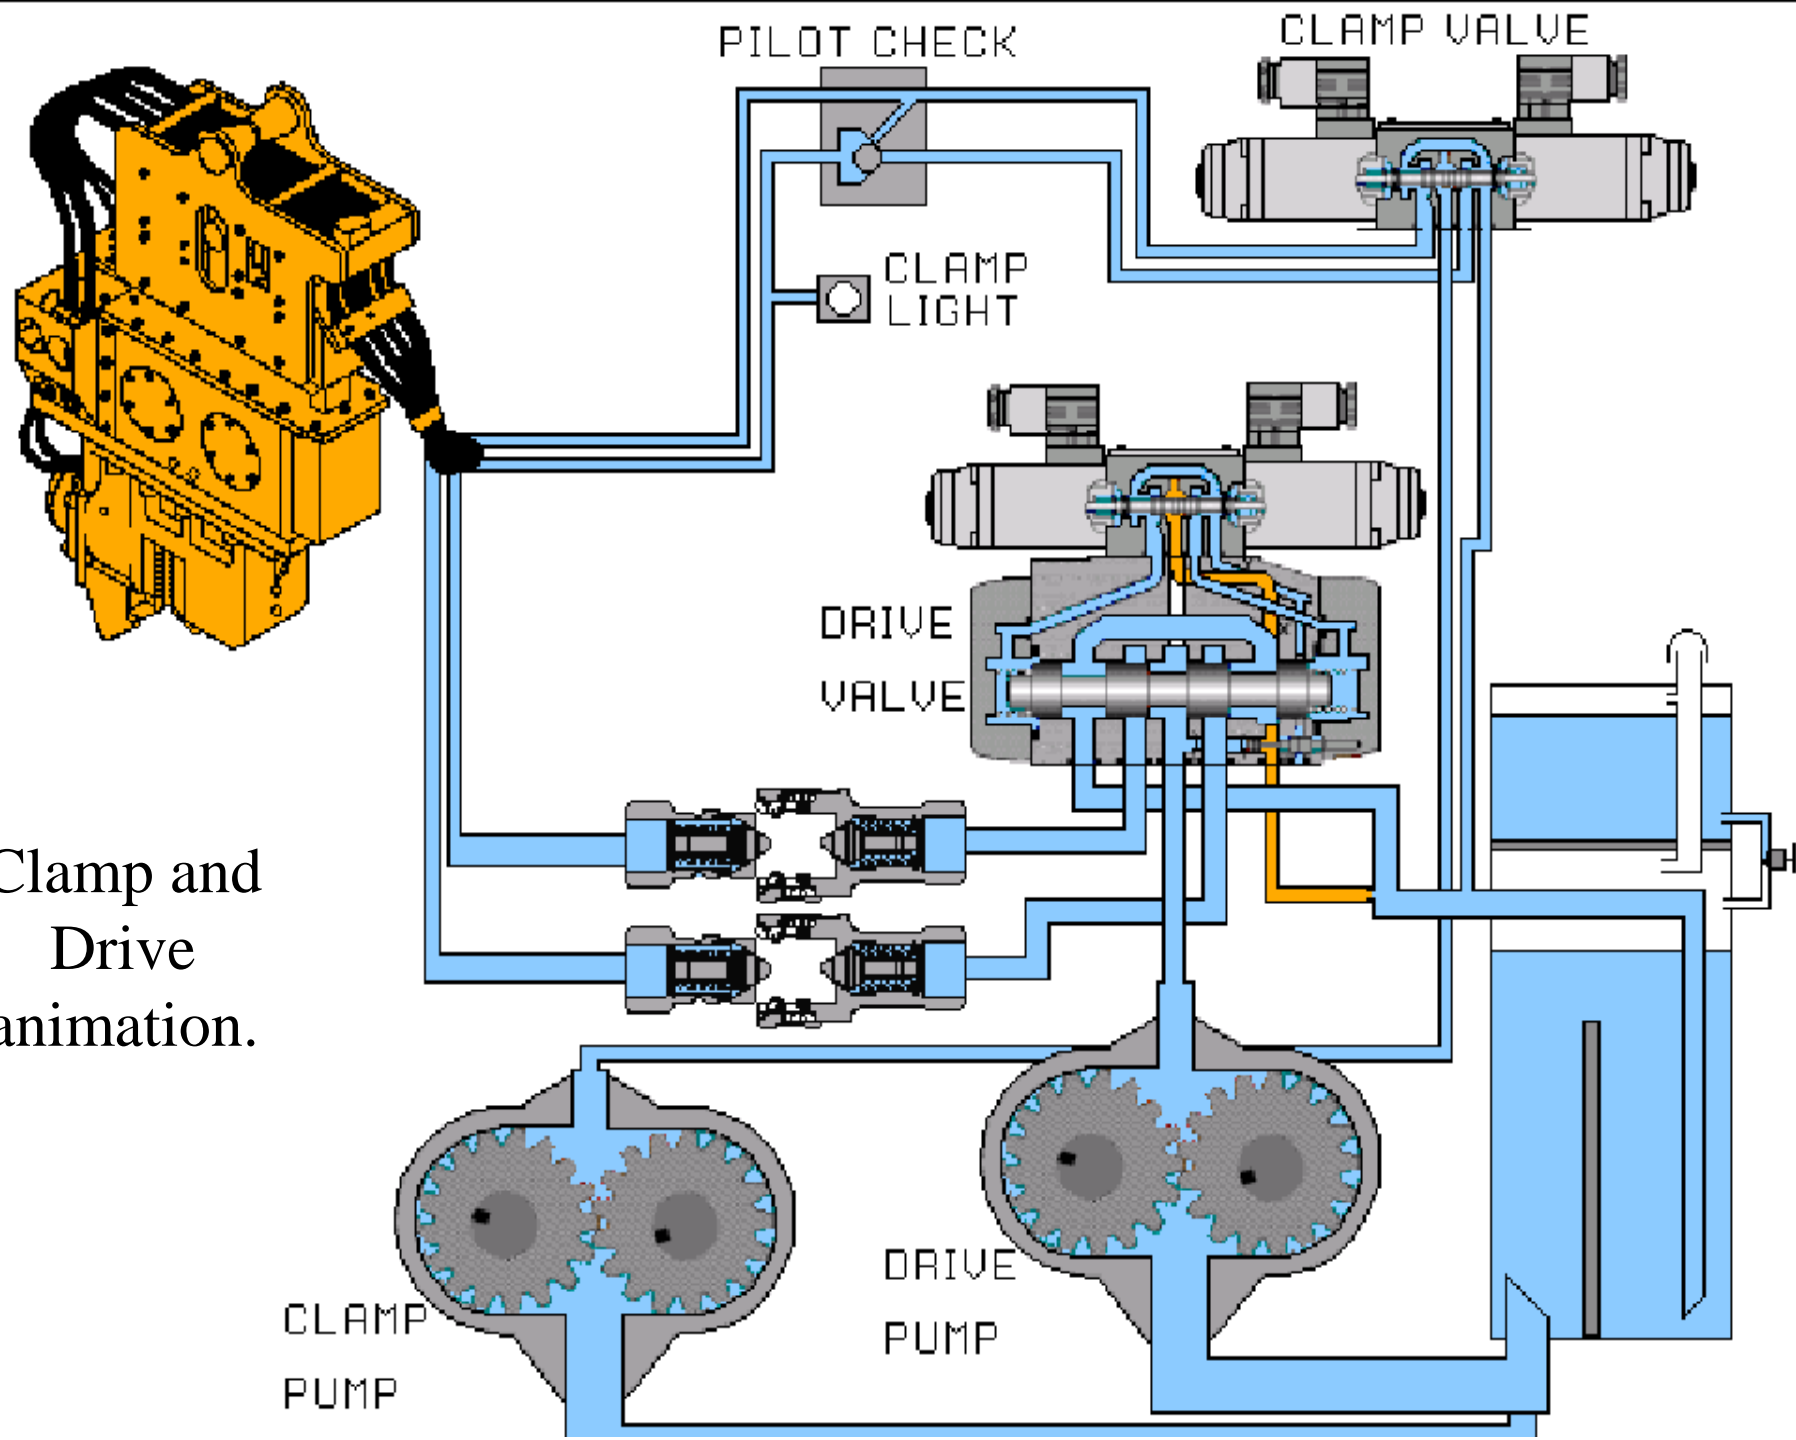 PILOT CHECK
CLAMP VALVE
CLAMP
LIGHT
DRIVE
VALVE
Clamp and
Drive
animation.
DRIVE
PUMP
CLAMP
PUMP